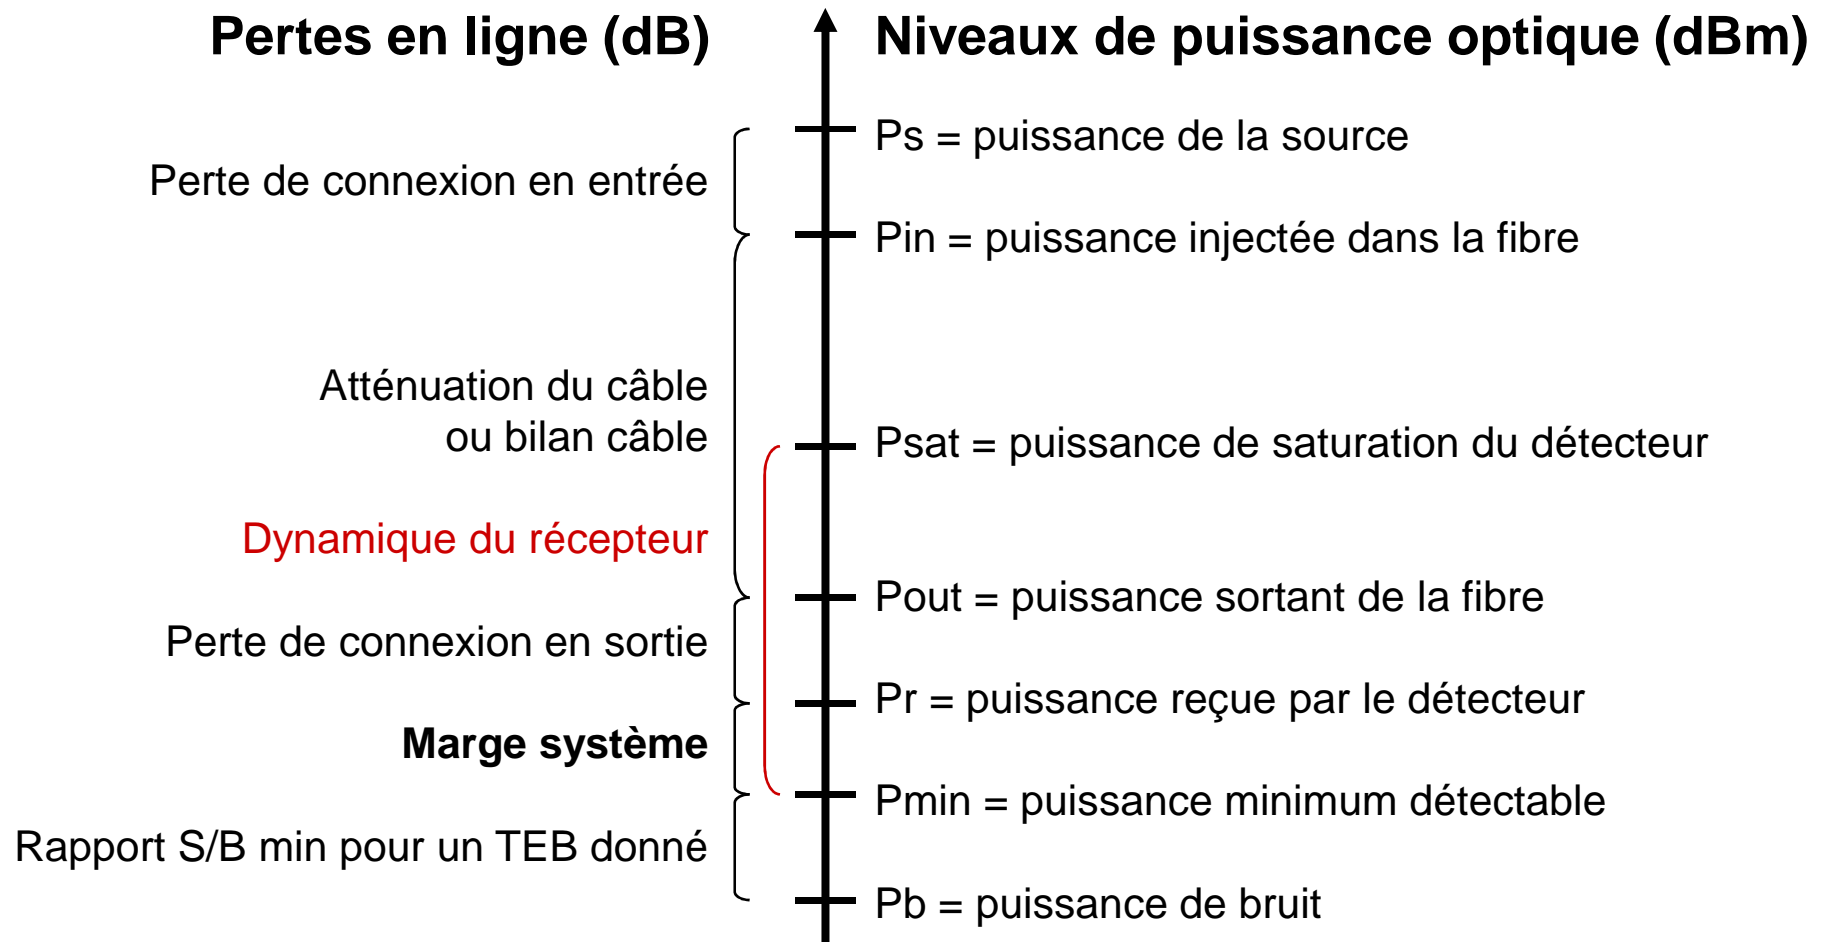 Pertes en ligne (dB)
Niveaux de puissance optique (dBm)
Ps = puissance de la source
Perte de connexion en entrée
Pin = puissance injectée dans la fibre
Atténuation du câble
ou bilan câble
Psat = puissance de saturation du détecteur
Dynamique du récepteur
Pout = puissance sortant de la fibre
Perte de connexion en sortie
Pr = puissance reçue par le détecteur
Marge système
Pmin = puissance minimum détectable
Rapport S/B min pour un TEB donné
Pb = puissance de bruit